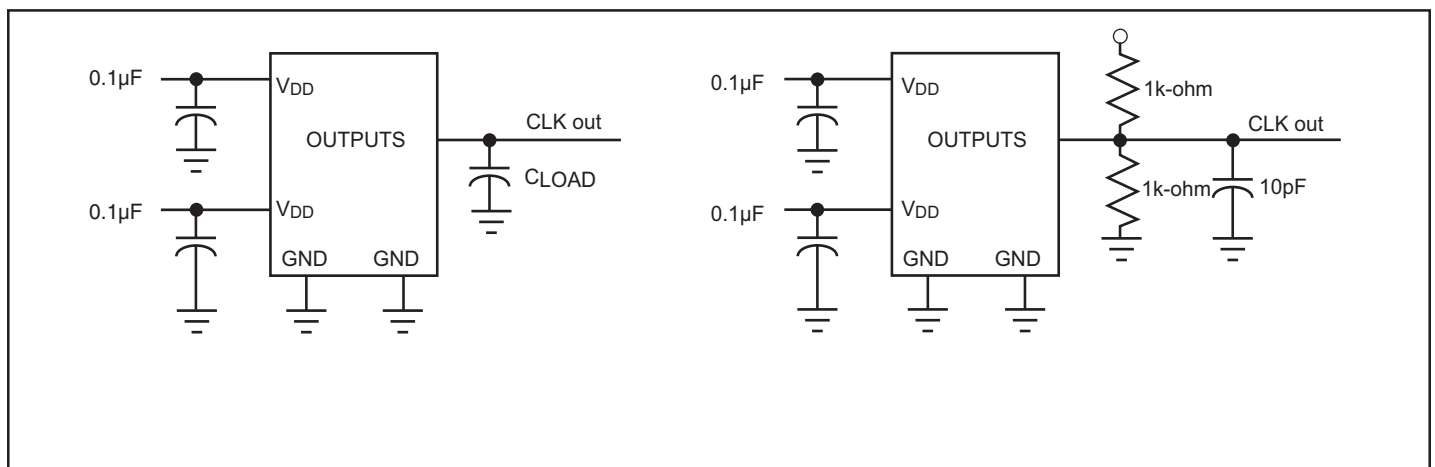 0.1µF
VDD
OUTPUTS
CLK out
CLOAD
0.1µF
VDD
GND GND
0.1µF
VDD
1k-ohm
OUTPUTS
CLK out
1k-ohm
10pF
0.1µF
VDD
GND GND